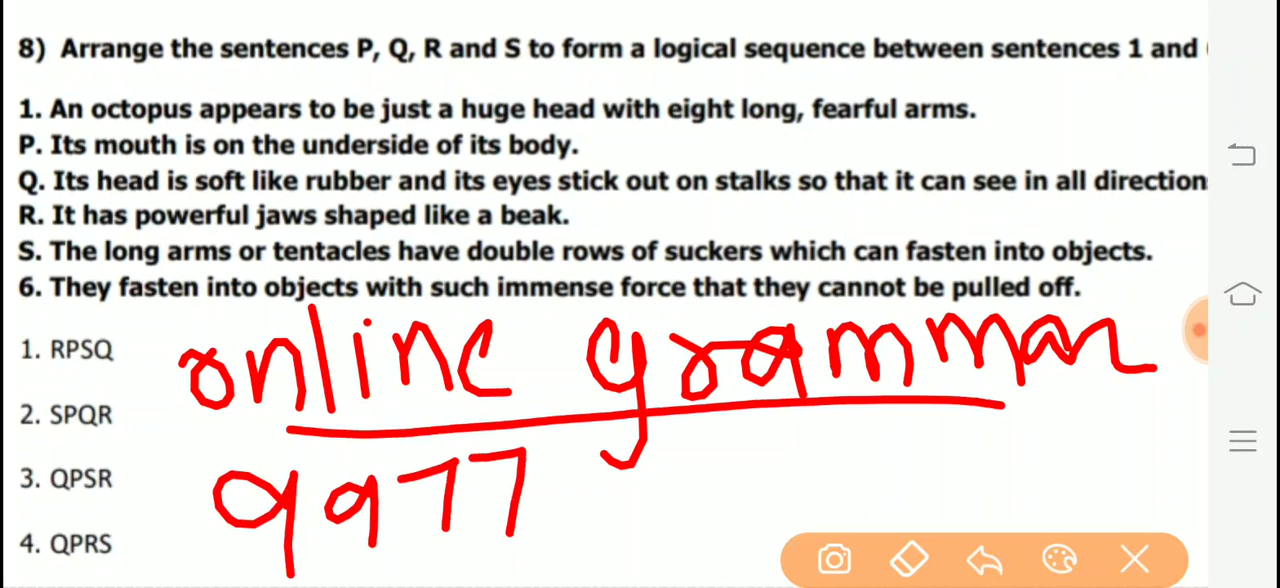 8) Arrange the sentences P, Q, R and S to form a logical sequence between sentences 1 and
1. An octopus appears to be just a huge head with eight long, fearful arms.
P. Its mouth is on the underside of its body.
Q. Its head is soft like rubber and its eyes stick out on stalks so that it can see in all direction
R. It has powerful jaws shaped like a beak.
S. The long arms or tentacles have double rows of suckers which can fasten into objects.
6. They fasten into objects with such immense force that they cannot be pulled off.
1. RPSQ
online grammar
2. SPQR
3. QPSR
9977
4. QPRS